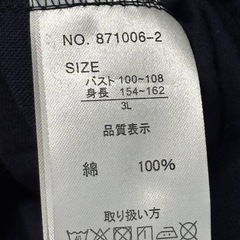 NO. 871006-2
SIZE
バスト 100~108
身長 154~162
3L
品質表示
綿 100%
取り扱い方